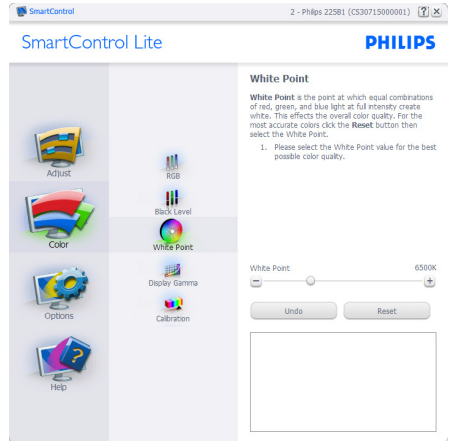 SmartControl
2 - Philips 225B1 (CS30715000001)
? ×
SmartControl Lite
PHILIPS
Adjust
Color
Options
Help
RGB
Black Level
White Point
Display Gamma
Calibration
White Point
White Point is the point at which equal combinations
of red, green, and blue light at full intensity create
white. This effects the overall color quality. For the
most accurate colors click the Reset button then
select the White Point.
1. Please select the White Point value for the best
possible color quality.
White Point 6500K
Undo Reset